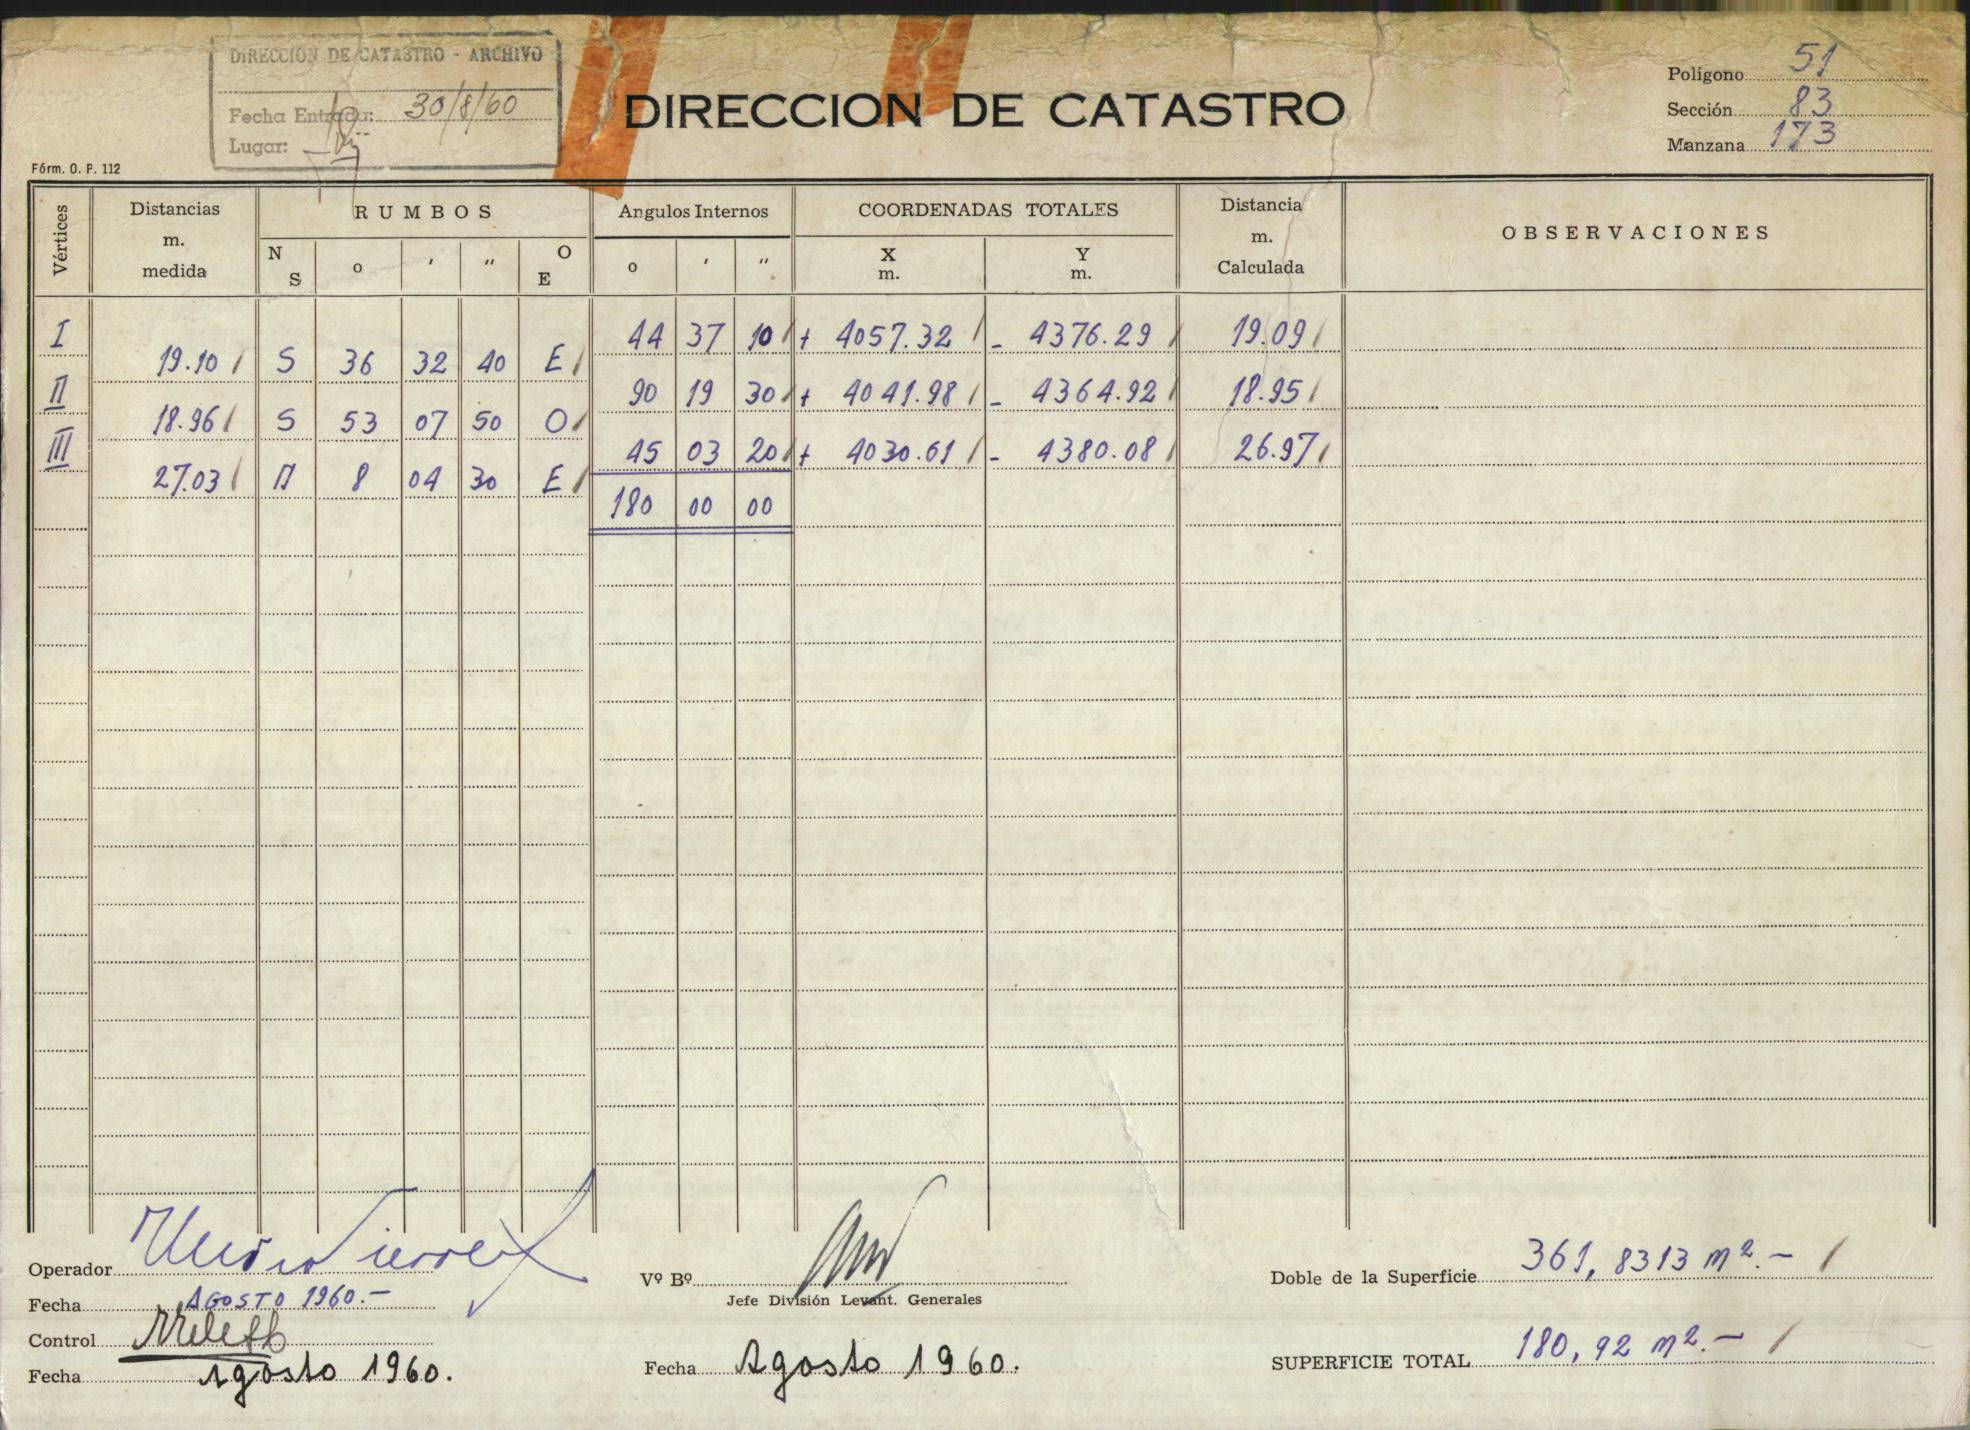 DIRECCION DE CATASTRO - ARCHIVO
Fecha Entrada: 30/8/60
Lugar:
DIRECCION DE CATASTRO
Polígono 51
Sección 83
Manzana 173
Fórm. O. P. 112
Vértices
Distancias m. medida
RUMBOS
N S o ′ ″ O E
Angulos Internos
o ′ ″
COORDENADAS TOTALES
X m. Y m.
Distancia m. Calculada
OBSERVACIONES
I 44 37 10 + 4057.32 - 4376.29 19.09
19.10 S 36 32 40 E
II 90 19 30 + 4041.98 - 4364.92 18.95
18.96 S 53 07 50 O
III 45 03 20 + 4030.61 - 4380.08 26.97
27.03 N 8 04 30 E
180 00 00
Operador
Fecha AGOSTO 1960.-
Control
Fecha Agosto 1960.
Vº Bº
Jefe División Levant. Generales
Fecha Agosto 1960.
Doble de la Superficie 361,8313 m².-
SUPERFICIE TOTAL 180,92 m².-